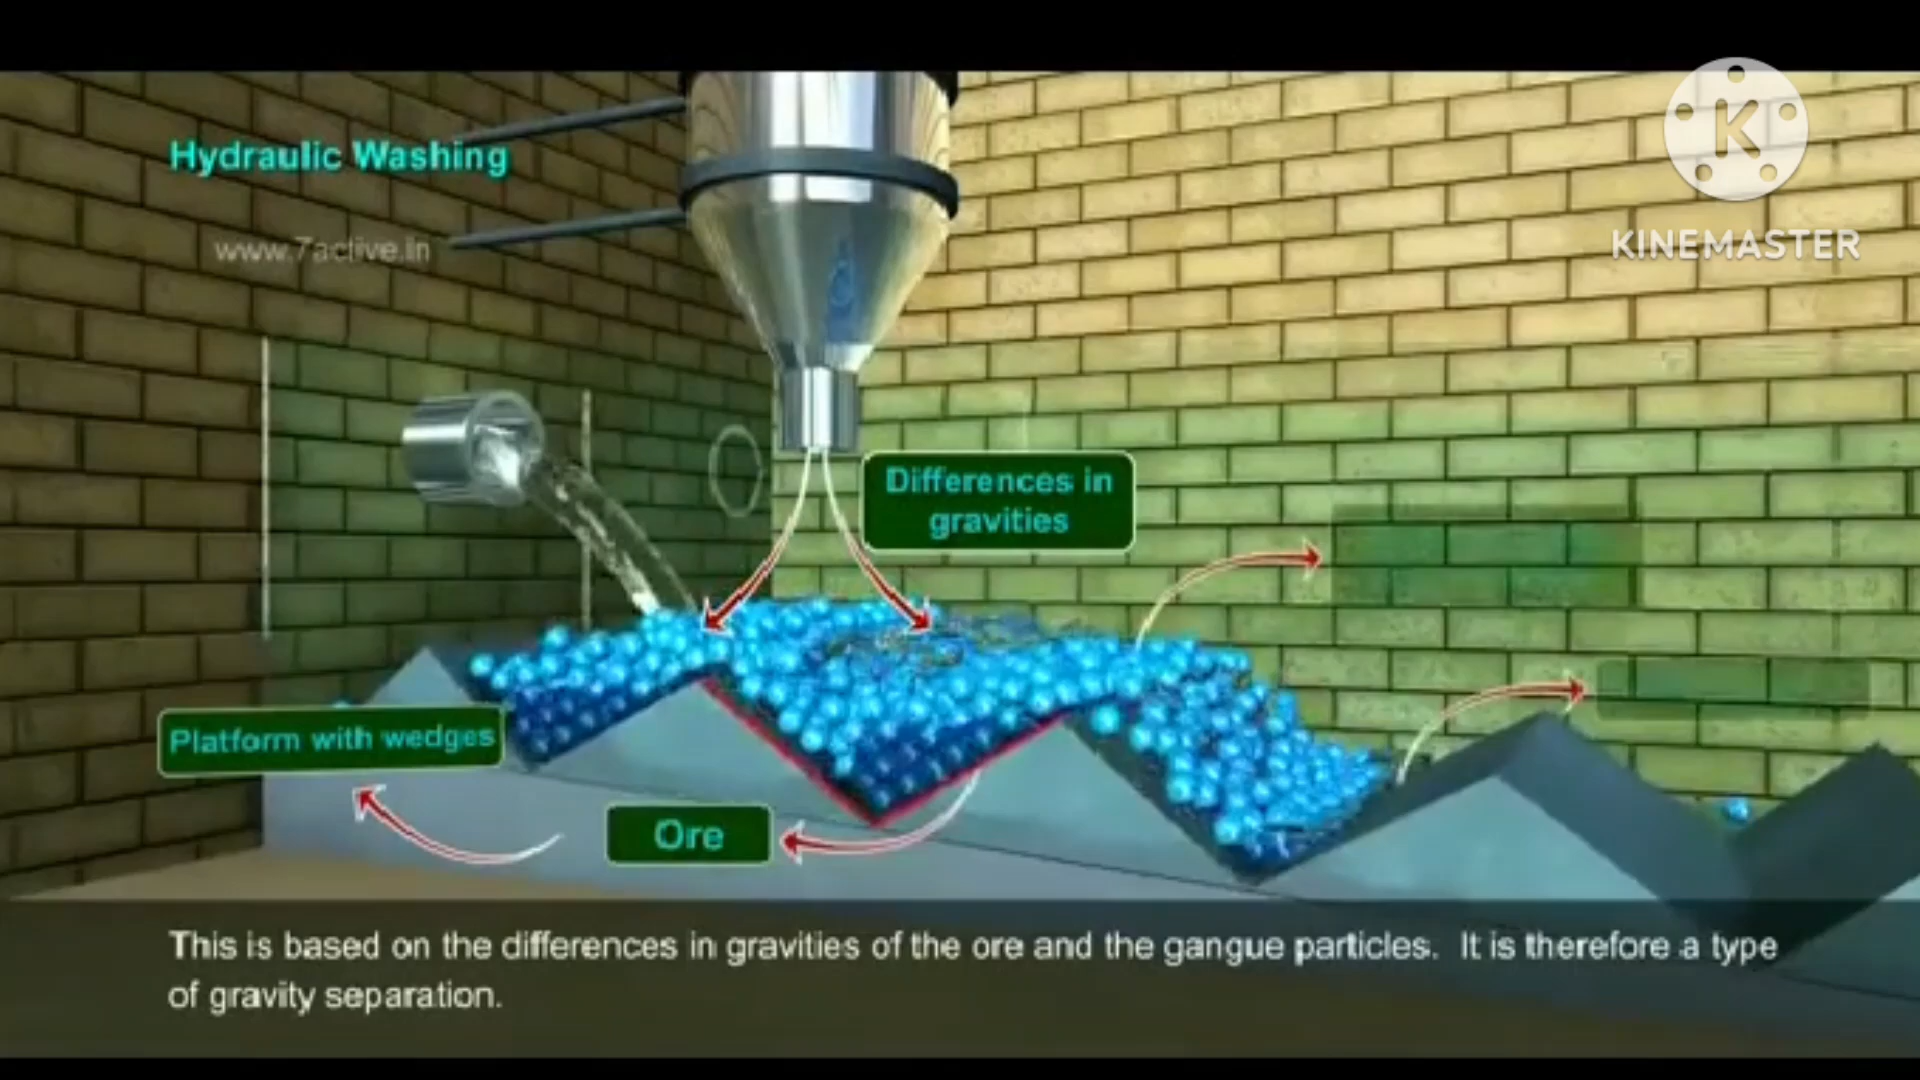 Hydraulic Washing
www.7active.in
K
KINEMASTER
Differences in
gravities
Platform with wedges
Ore
This is based on the differences in gravities of the ore and the gangue particles. It is therefore a type
of gravity separation.